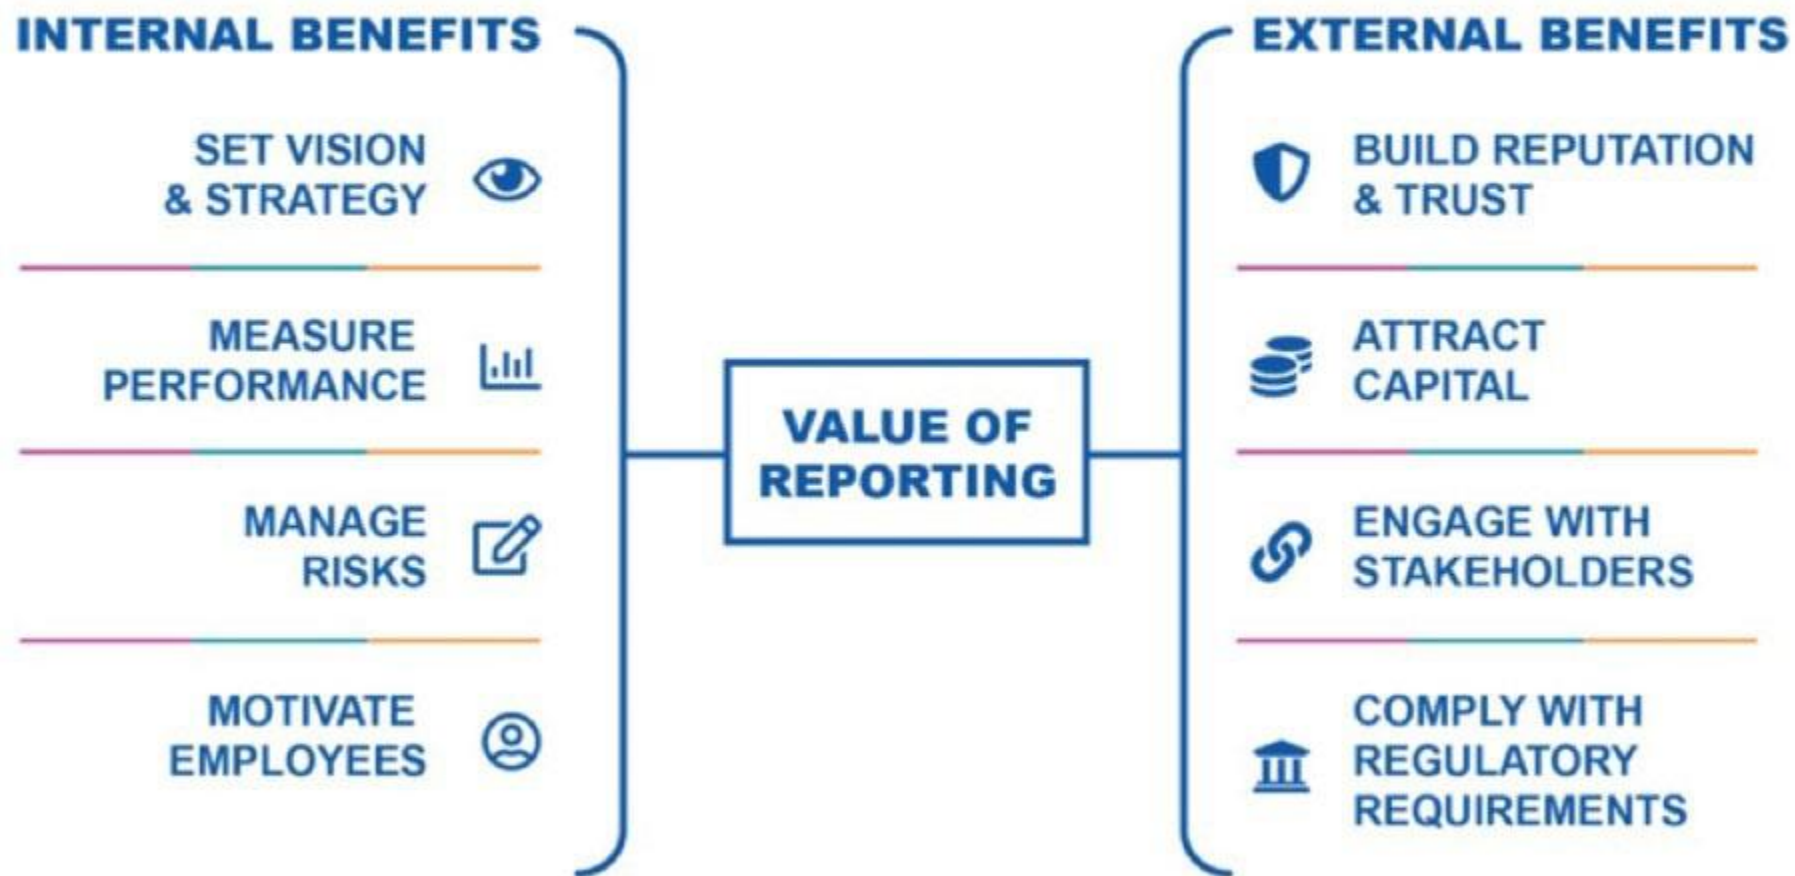 INTERNAL BENEFITS
SET VISION
& STRATEGY
MEASURE
PERFORMANCE
MANAGE
RISKS
MOTIVATE
EMPLOYEES
VALUE OF
REPORTING
EXTERNAL BENEFITS
BUILD REPUTATION
& TRUST
ATTRACT
CAPITAL
ENGAGE WITH
STAKEHOLDERS
COMPLY WITH
REGULATORY
REQUIREMENTS